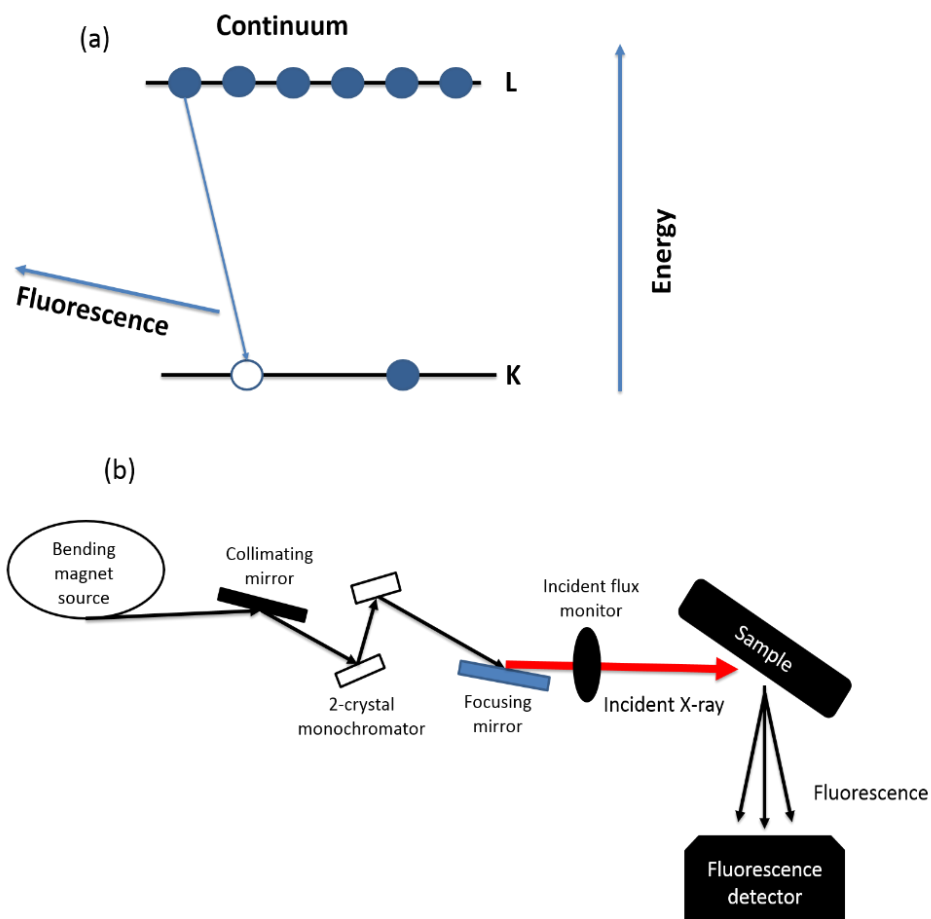 (a)
Continuum
L
Energy
Fluorescence
K
(b)
Bending
magnet
source
Collimating
mirror
2-crystal
monochromator
Focusing
mirror
Incident flux
monitor
Incident X-ray
Sample
Fluorescence
Fluorescence
detector